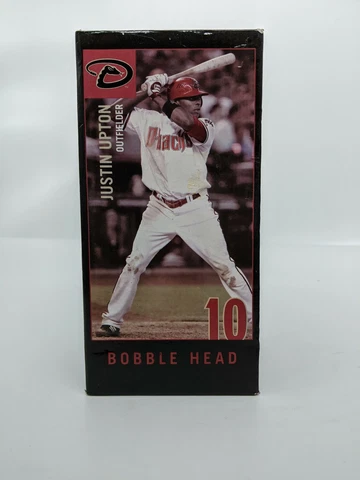 JUSTIN UPTON
OUTFIELDER
10
BOBBLE HEAD